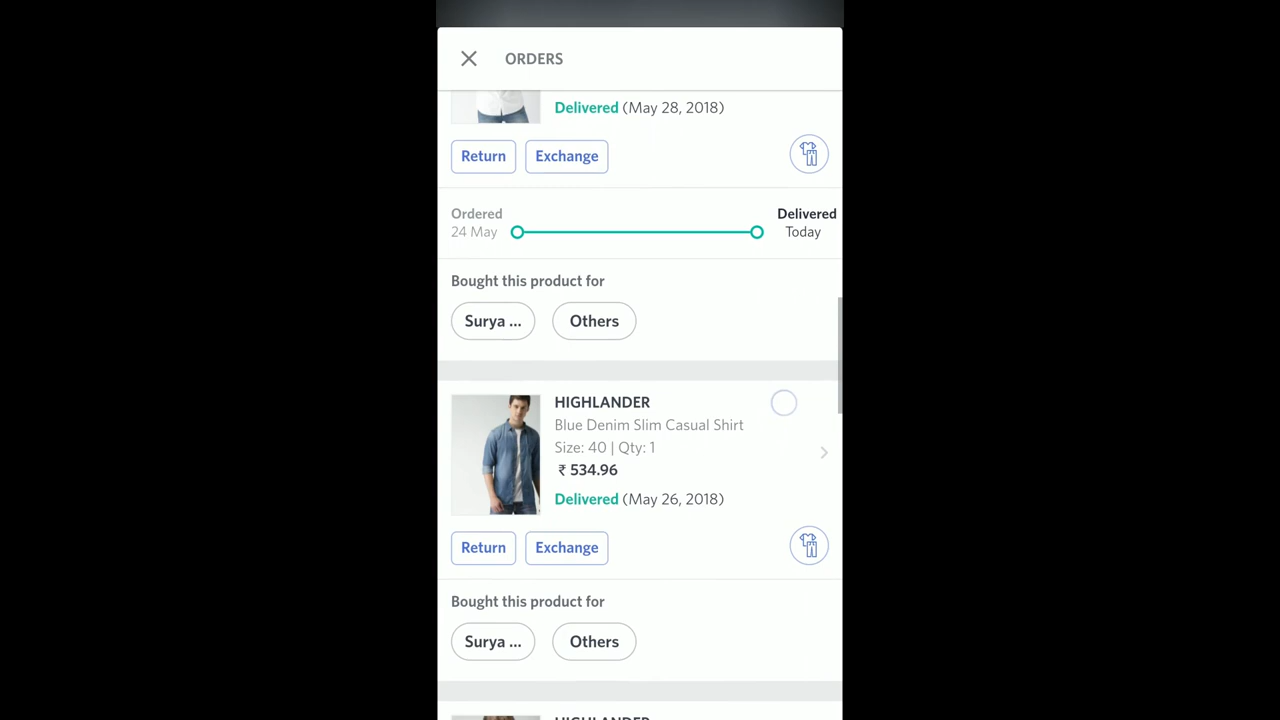 ORDERS
Delivered (May 28, 2018)
Return Exchange
Ordered Delivered
24 May Today
Bought this product for
Surya ... Others
HIGHLANDER
Blue Denim Slim Casual Shirt
Size: 40 | Qty: 1
₹ 534.96
Delivered (May 26, 2018)
Return Exchange
Bought this product for
Surya ... Others
HIGHLANDER